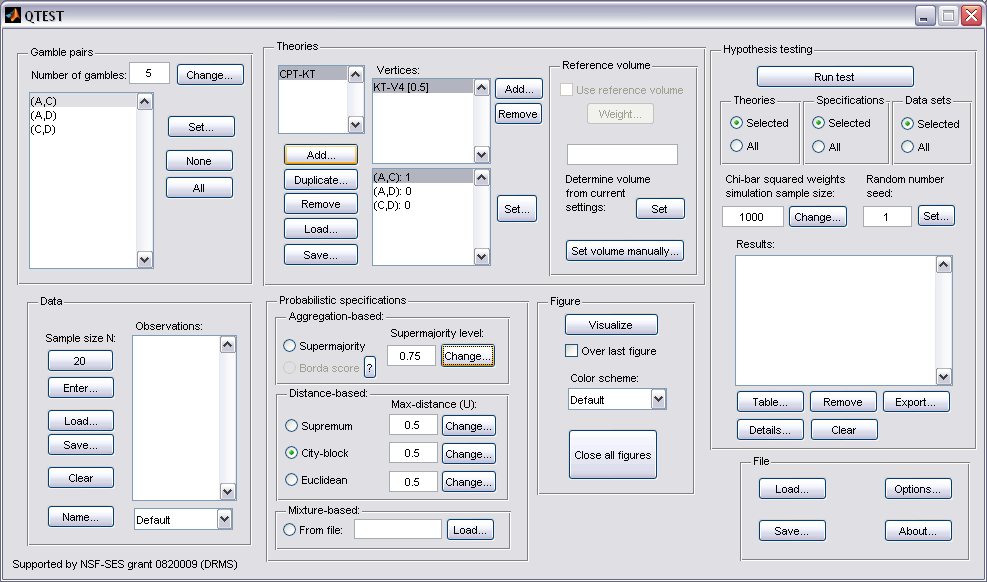 QTEST
Gamble pairs
Number of gambles: 5 Change...
(A,C)
(A,D)
(C,D)
Set...
None
All
Theories
CPT-KT
Add...
Duplicate...
Remove
Load...
Save...
Vertices:
KT-V4 [0.5]
Add...
Remove
(A,C): 1
(A,D): 0
(C,D): 0
Set...
Reference volume
Use reference volume
Weight...
Determine volume
from current
settings:
Set
Set volume manually...
Hypothesis testing
Run test
Theories
Selected
All
Specifications
Selected
All
Data sets
Selected
All
Chi-bar squared weights
simulation sample size:
1000 Change...
Random number
seed:
1 Set...
Results:
Table... Remove Export...
Details... Clear
Data
Sample size N:
20
Enter...
Load...
Save...
Clear
Name...
Observations:
Default
Probabilistic specifications
Aggregation-based:
Supermajority
Borda score ?
Supermajority level:
0.75 Change...
Distance-based:
Max-distance (U):
Supremum 0.5 Change...
City-block 0.5 Change...
Euclidean 0.5 Change...
Mixture-based:
From file: Load...
Figure
Visualize
Over last figure
Color scheme:
Default
Close all figures
File
Load... Options...
Save... About...
Supported by NSF-SES grant 0820009 (DRMS)